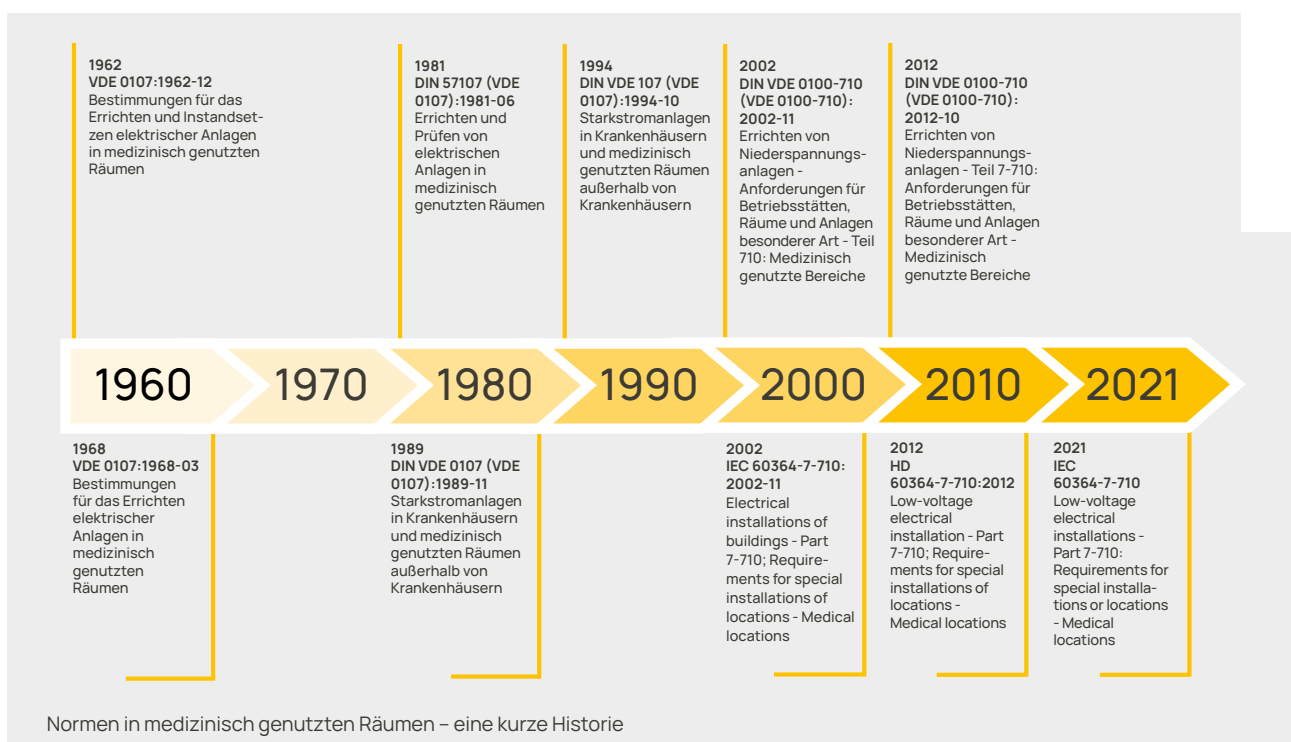 1962
VDE 0107:1962-12
Bestimmungen für das
Errichten und Instandset-
zen elektrischer Anlagen
in medizinisch genutzten
Räumen
1981
DIN 57107 (VDE
0107):1981-06
Errichten und
Prüfen von
elektrischen
Anlagen in
medizinisch
genutzten Räumen
1994
DIN VDE 107 (VDE
0107):1994-10
Starkstromanlagen
in Krankenhäusern
und medizinisch
genutzten Räumen
außerhalb von
Krankenhäusern
2002
DIN VDE 0100-710
(VDE 0100-710):
2002-11
Errichten von
Niederspannungs-
anlagen -
Anforderungen für
Betriebsstätten,
Räume und Anlagen
besonderer Art - Teil
710: Medizinisch
genutzte Bereiche
2012
DIN VDE 0100-710
(VDE 0100-710):
2012-10
Errichten von
Niederspannungs-
anlagen - Teil 7-710:
Anforderungen für
Betriebsstätten,
Räume und Anlagen
besonderer Art -
Medizinisch
genutzte Bereiche
1960
1970
1980
1990
2000
2010
2021
1968
VDE 0107:1968-03
Bestimmungen
für das Errichten
elektrischer
Anlagen in
medizinisch
genutzten
Räumen
1989
DIN VDE 0107 (VDE
0107):1989-11
Starkstromanlagen
in Krankenhäusern
und medizinisch
genutzten Räumen
außerhalb von
Krankenhäusern
2002
IEC 60364-7-710:
2002-11
Electrical
installations of
buildings - Part
7-710; Require-
ments for special
installations of
locations - Medical
locations
2012
HD
60364-7-710:2012
Low-voltage
electrical
installation - Part
7-710; Require-
ments for special
installations of
locations -
Medical locations
2021
IEC
60364-7-710
Low-voltage
electrical
installations -
Part 7-710:
Requirements for
special installa-
tions or locations
- Medical
locations
Normen in medizinisch genutzten Räumen – eine kurze Historie